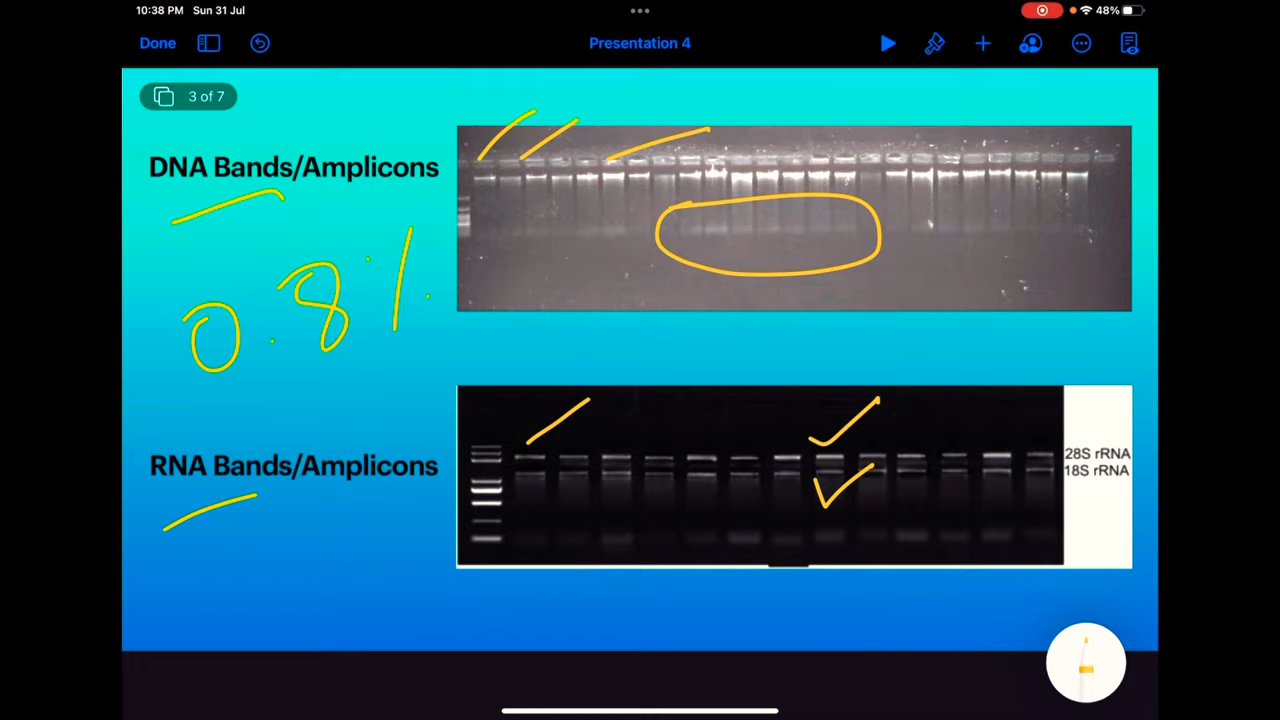 10:38 PM Sun 31 Jul
48%
Done
Presentation 4
3 of 7
DNA Bands/Amplicons
0.8%
RNA Bands/Amplicons
28S rRNA
18S rRNA